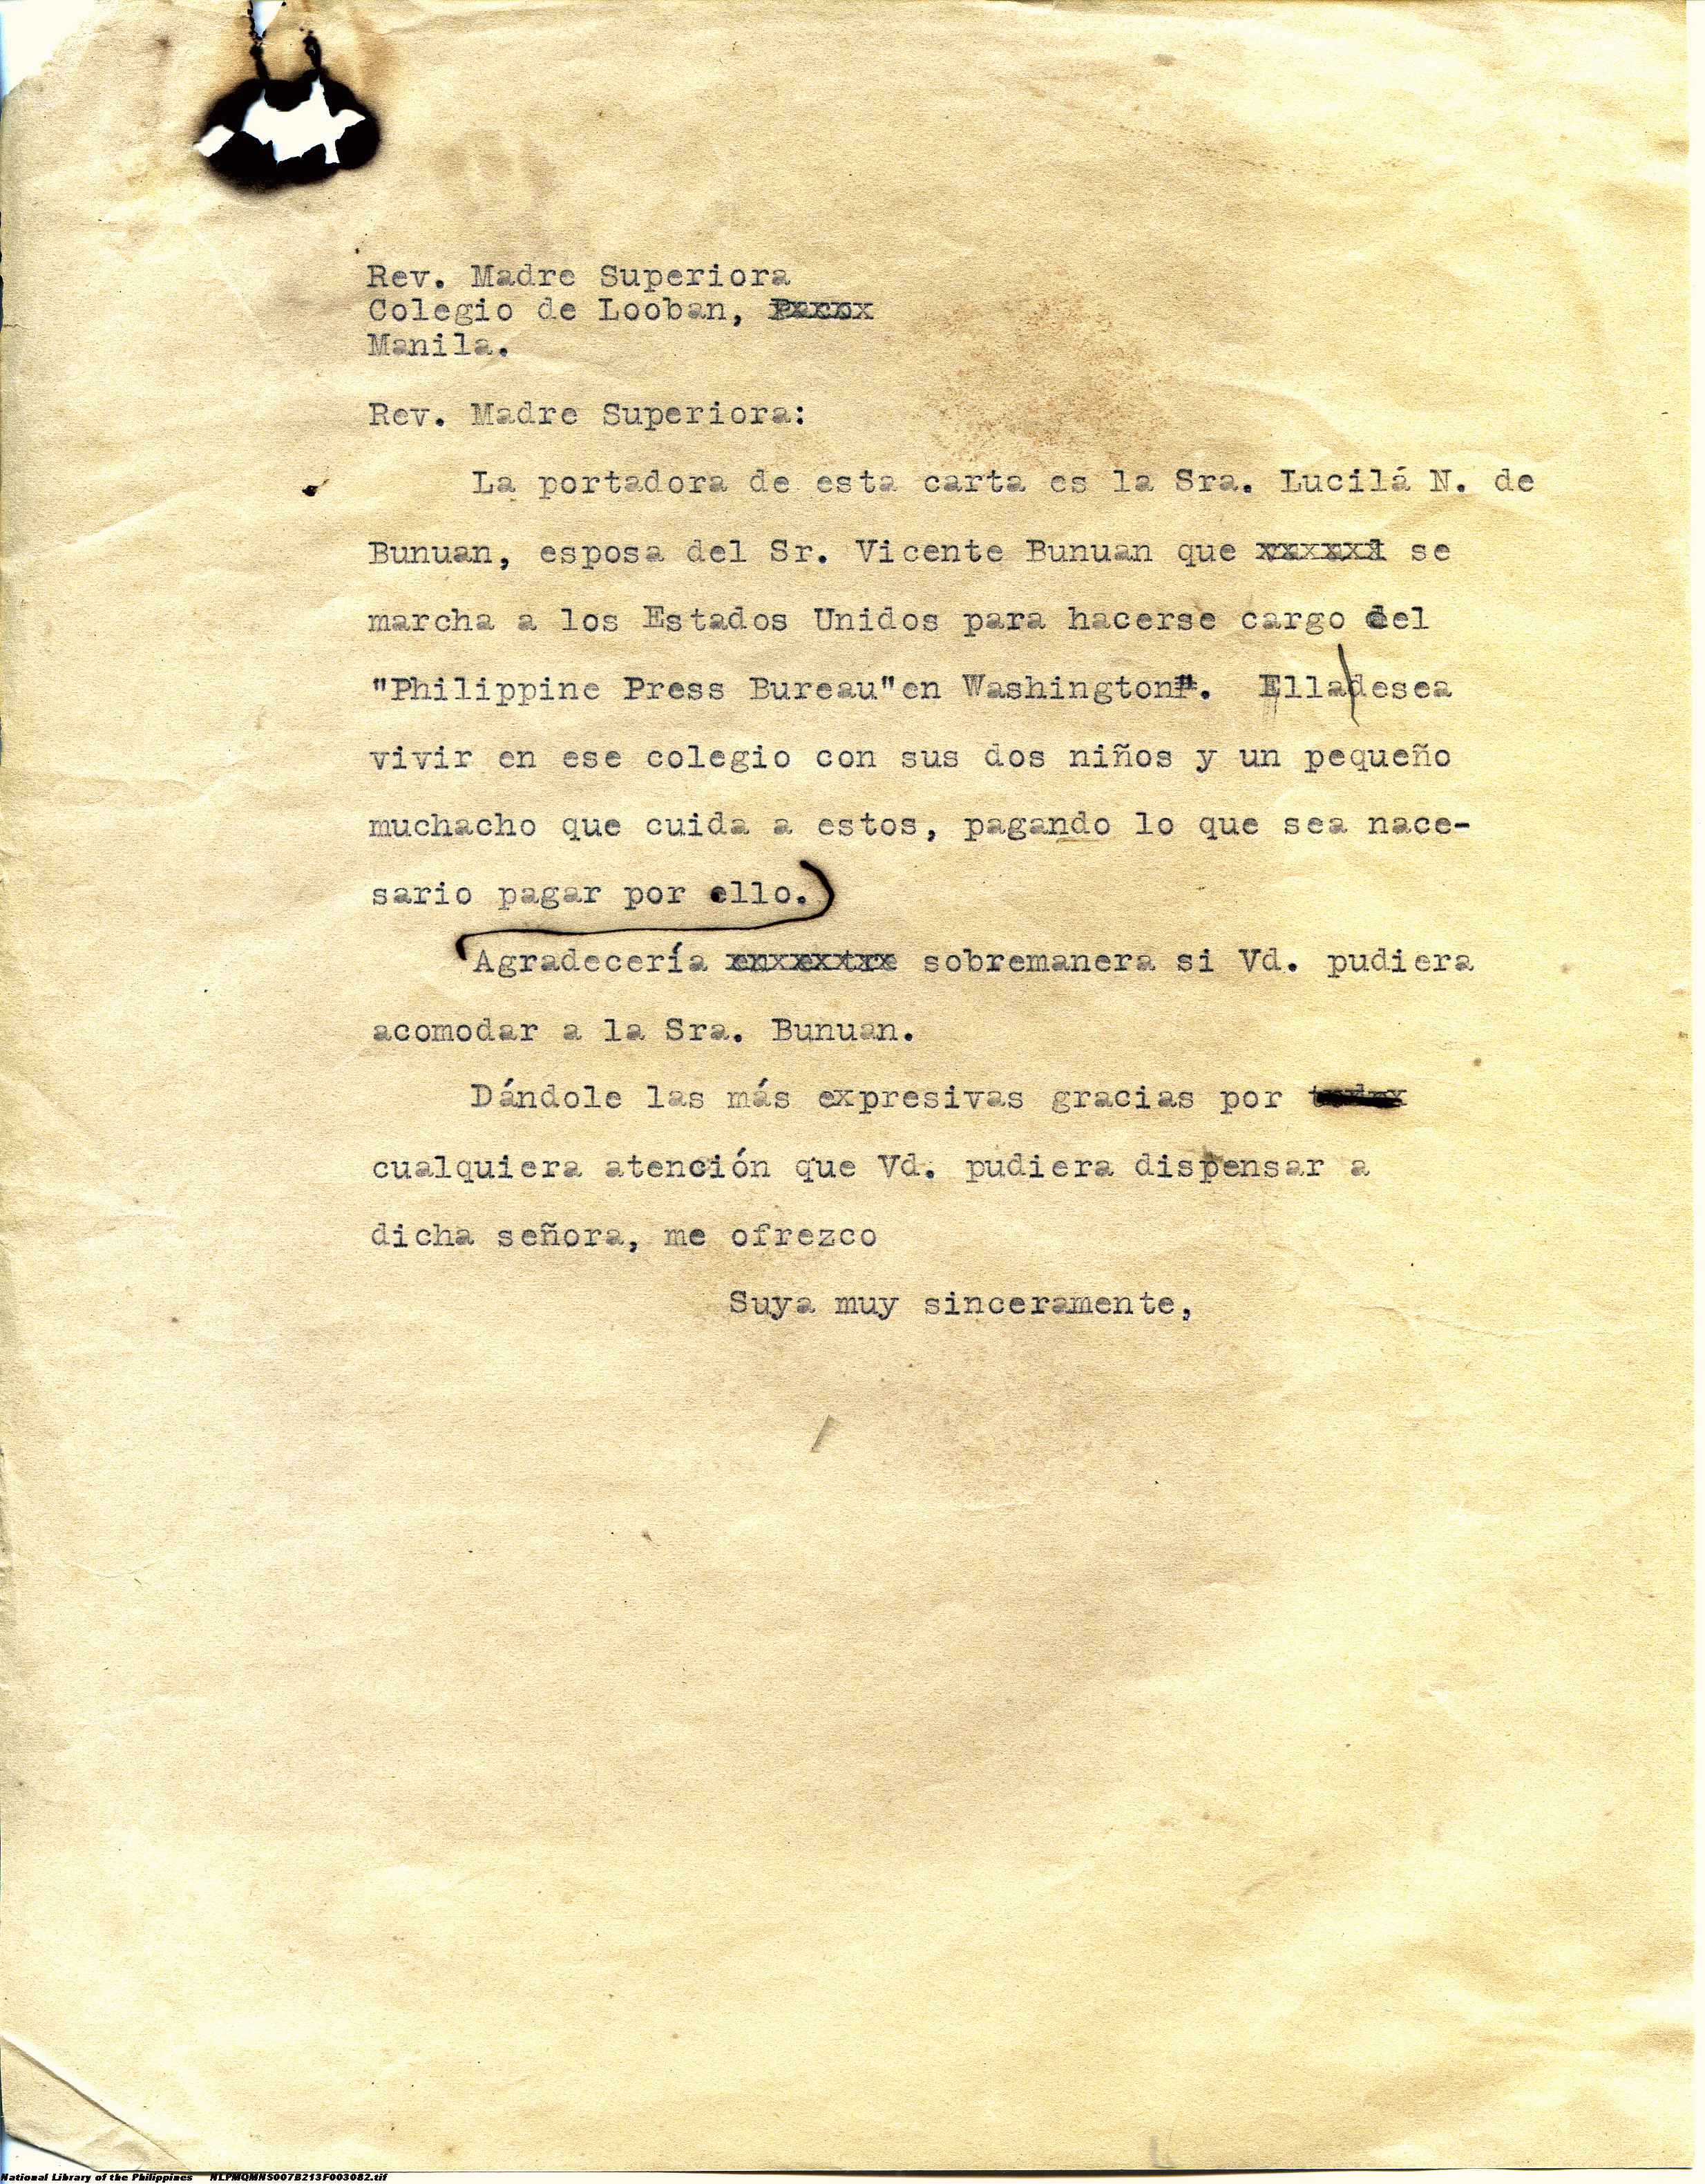 Rev. Madre Superiora
Colegio de Looban,
Manila.
Rev. Madre Superiora:
La portadora de esta carta es la Sra. Lucilá N. de
Bunuan, esposa del Sr. Vicente Bunuan que se
marcha a los Estados Unidos para hacerse cargo del
"Philippine Press Bureau"en Washington. Ella desea
vivir en ese colegio con sus dos niños y un pequeño
muchacho que cuida a estos, pagando lo que sea nace-
sario pagar por ello.
Agradecería sobremanera si Vd. pudiera
acomodar a la Sra. Bunuan.
Dándole las más expresivas gracias por
cualquiera atención que Vd. pudiera dispensar a
dicha señora, me ofrezco
Suya muy sinceramente,
National Library of the Philippines NLPMQMNS007B213F003082.tif